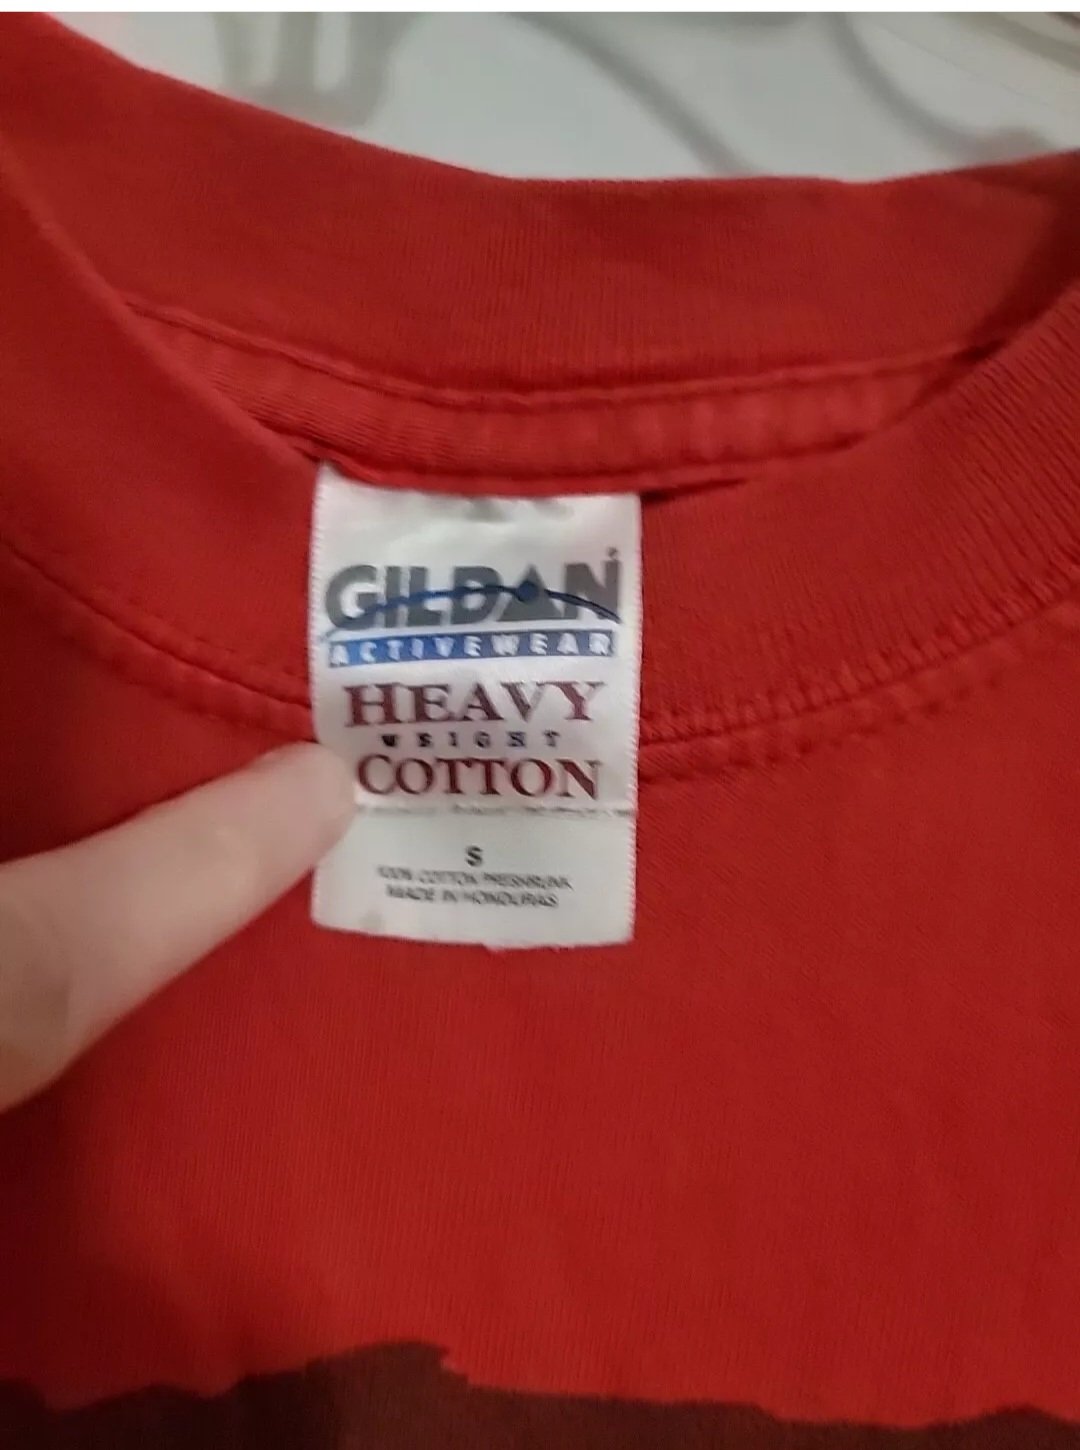 GILDAN
ACTIVEWEAR
HEAVY
WEIGHT
COTTON
S
100% COTTON PRESHRUNK
MADE IN HONDURAS